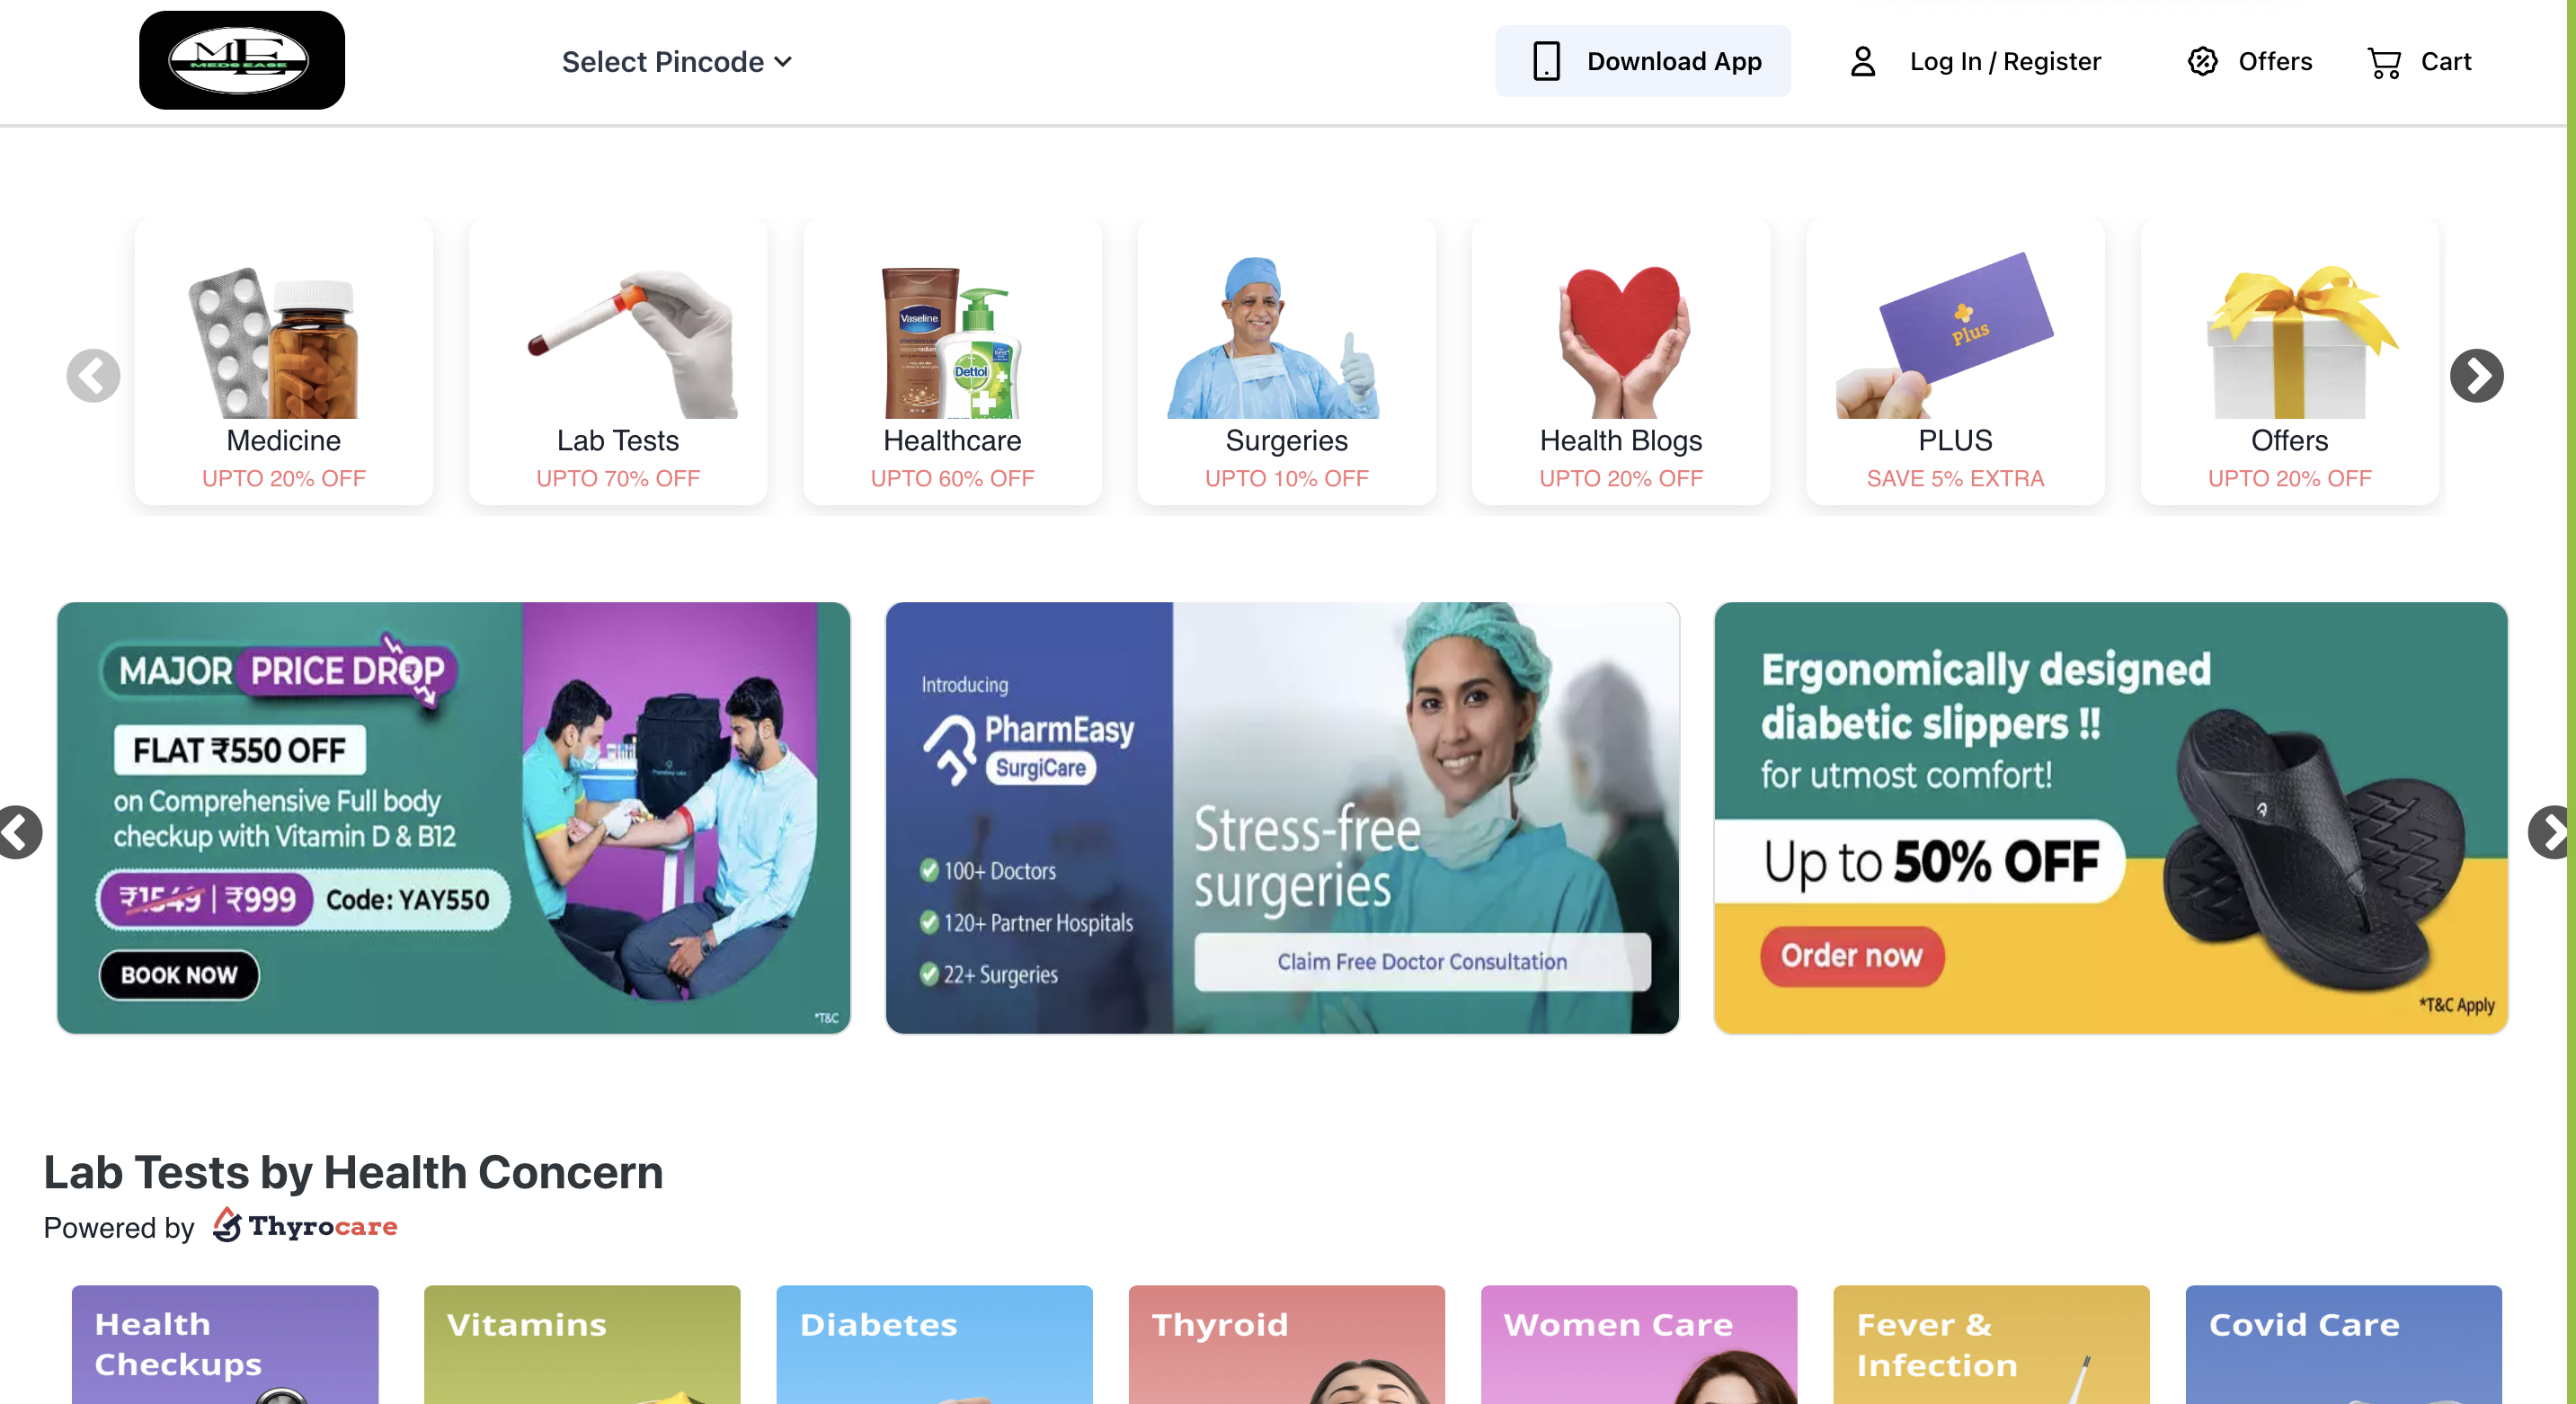 ME
MEDS EASE
Select Pincode
Download App
Log In / Register
Offers
Cart
Vaseline
Dettol
Plus
Medicine
UPTO 20% OFF
Lab Tests
UPTO 70% OFF
Healthcare
UPTO 60% OFF
Surgeries
UPTO 10% OFF
Health Blogs
UPTO 20% OFF
PLUS
SAVE 5% EXTRA
Offers
UPTO 20% OFF
MAJOR PRICE DROP
FLAT ₹550 OFF
on Comprehensive Full body
checkup with Vitamin D & B12
₹1549 | ₹999 Code: YAY550
BOOK NOW
*T&C
Introducing
PharmEasy
SurgiCare
100+ Doctors
120+ Partner Hospitals
22+ Surgeries
Stress-free
surgeries
Claim Free Doctor Consultation
Ergonomically designed
diabetic slippers !!
for utmost comfort!
Up to 50% OFF
Order now
*T&C Apply
Lab Tests by Health Concern
Powered by Thyrocare
Health
Checkups
Vitamins
Diabetes
Thyroid
Women Care
Fever &
Infection
Covid Care